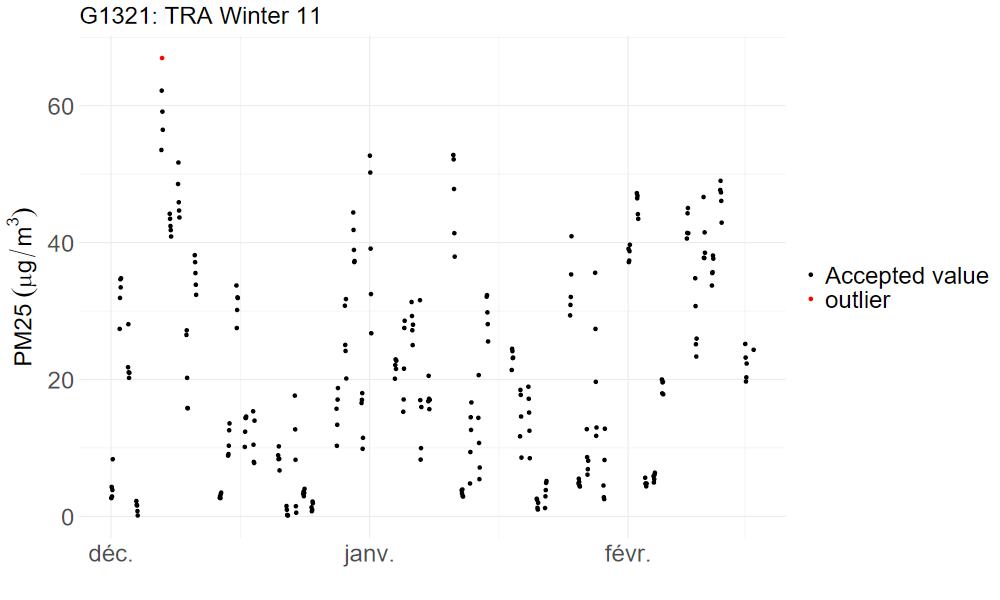 G1321: TRA Winter 11
60
40
20
0
PM25 (μg/m³)
déc.
janv.
févr.
Accepted value
outlier